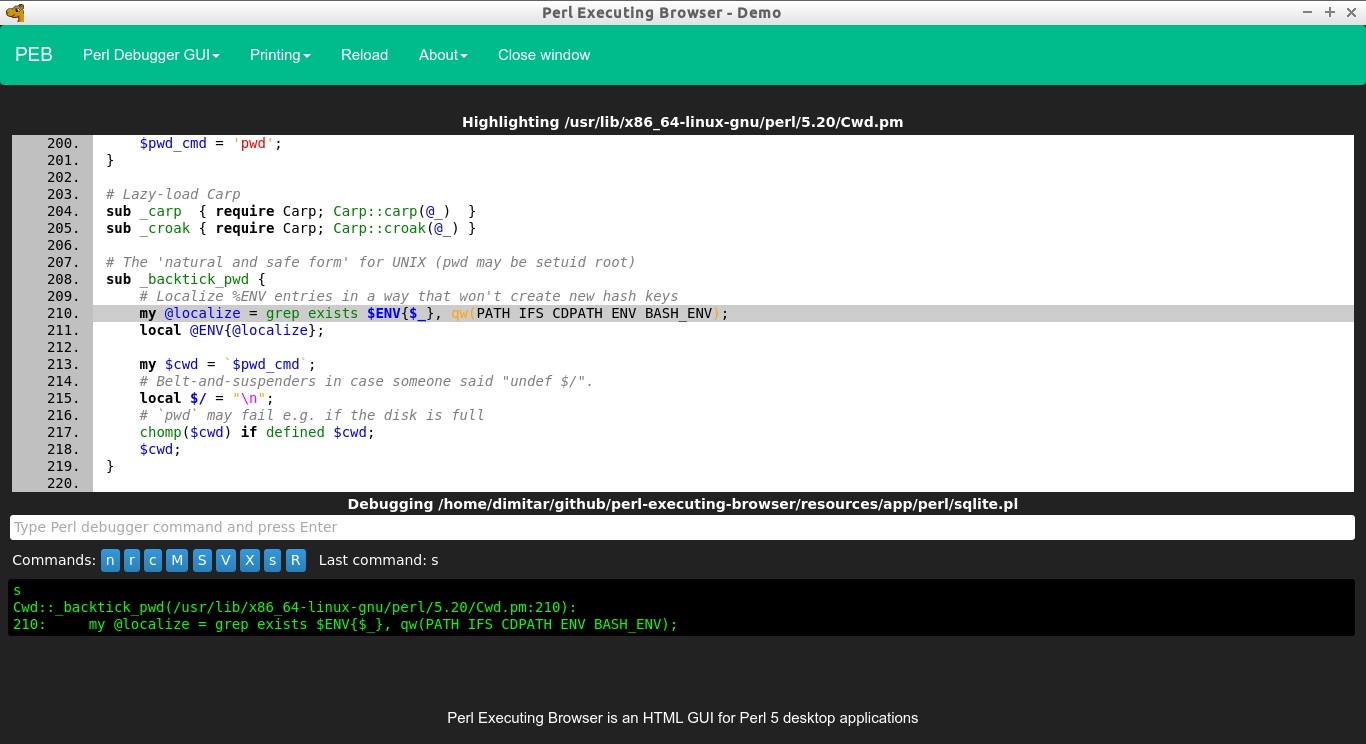 Perl Executing Browser - Demo
PEB Perl Debugger GUI Printing Reload About Close window
Highlighting /usr/lib/x86_64-linux-gnu/perl/5.20/Cwd.pm
200.     $pwd_cmd = 'pwd';
201. }
202.
203. # Lazy-load Carp
204. sub _carp  { require Carp; Carp::carp(@_)  }
205. sub _croak { require Carp; Carp::croak(@_) }
206.
207. # The 'natural and safe form' for UNIX (pwd may be setuid root)
208. sub _backtick_pwd {
209.     # Localize %ENV entries in a way that won't create new hash keys
210.     my @localize = grep exists $ENV{$_}, qw(PATH IFS CDPATH ENV BASH_ENV);
211.     local @ENV{@localize};
212.
213.     my $cwd = `$pwd_cmd`;
214.     # Belt-and-suspenders in case someone said "undef $/".
215.     local $/ = "\n";
216.     # `pwd` may fail e.g. if the disk is full
217.     chomp($cwd) if defined $cwd;
218.     $cwd;
219. }
220.
Debugging /home/dimitar/github/perl-executing-browser/resources/app/perl/sqlite.pl
Type Perl debugger command and press Enter
Commands: n r c M S V X s R Last command: s
s
Cwd::_backtick_pwd(/usr/lib/x86_64-linux-gnu/perl/5.20/Cwd.pm:210):
210:     my @localize = grep exists $ENV{$_}, qw(PATH IFS CDPATH ENV BASH_ENV);
Perl Executing Browser is an HTML GUI for Perl 5 desktop applications